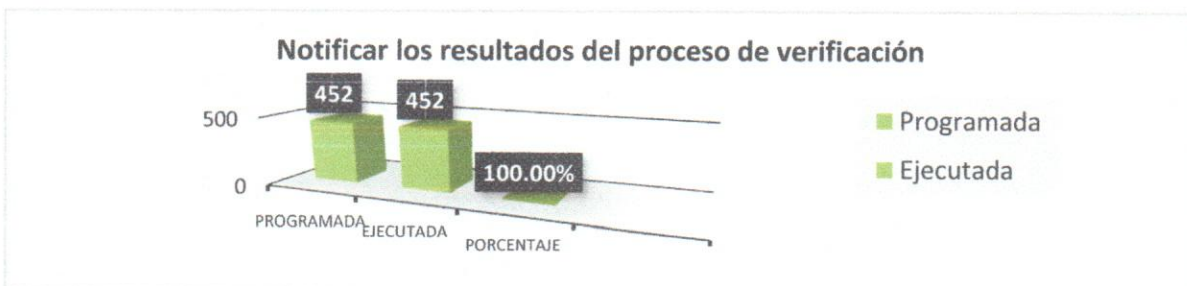 Notificar los resultados del proceso de verificación
452
452
500
100.00%
0
PROGRAMADA
EJECUTADA
PORCENTAJE
Programada
Ejecutada